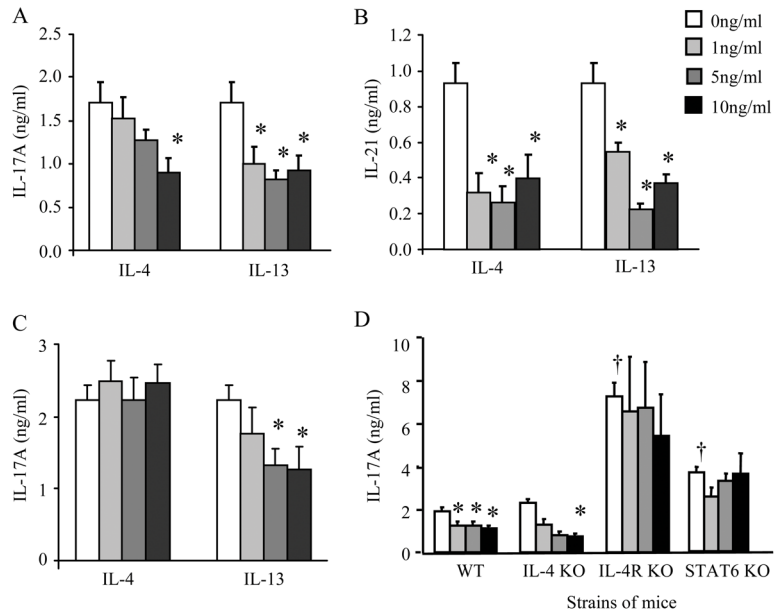 A
IL-17A (ng/ml)
2.5
2.0
1.5
1.0
0.5
0.0
*
* * *
IL-4
IL-13
B
IL-21 (ng/ml)
1.2
1.0
0.8
0.6
0.4
0.2
0.0
* * *
* * *
IL-4
IL-13
0ng/ml
1ng/ml
5ng/ml
10ng/ml
C
IL-17A (ng/ml)
3
2
1
0
* *
IL-4
IL-13
D
IL-17A (ng/ml)
10
8
6
4
2
0
* * *
*
†
†
WT
IL-4 KO
IL-4R KO
STAT6 KO
Strains of mice